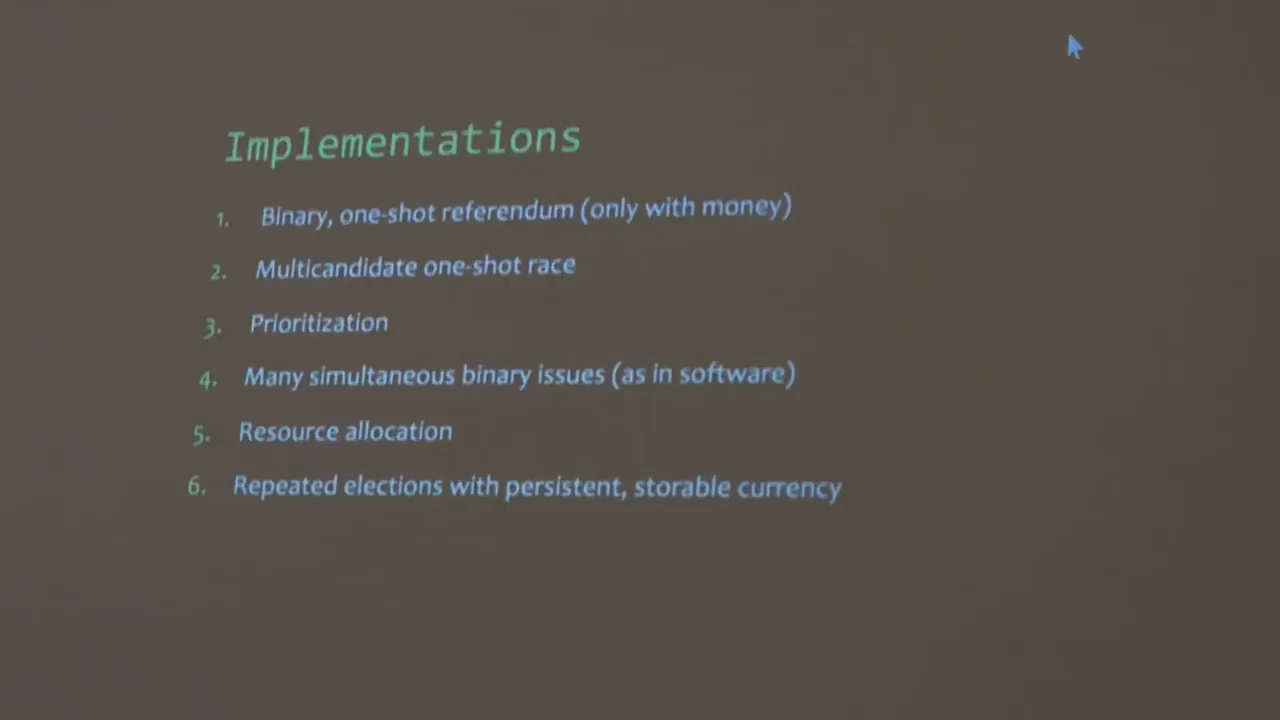 Implementations
1. Binary, one-shot referendum (only with money)
2. Multicandidate one-shot race
3. Prioritization
4. Many simultaneous binary issues (as in software)
5. Resource allocation
6. Repeated elections with persistent, storable currency